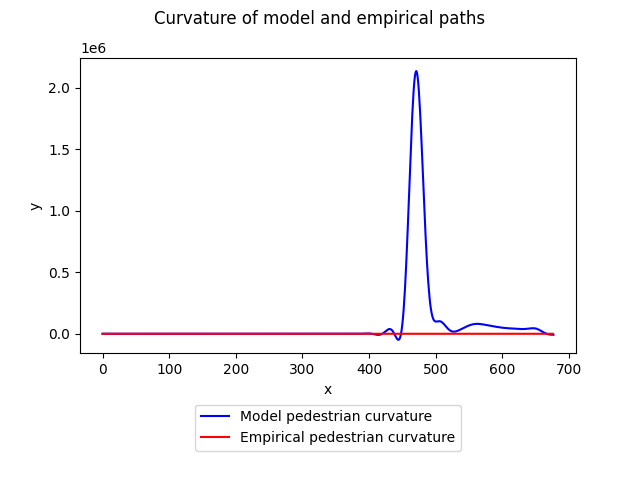 Curvature of model and empirical paths
1e6
2.0
1.5
1.0
0.5
0.0
y
0 100 200 300 400 500 600 700
x
Model pedestrian curvature
Empirical pedestrian curvature